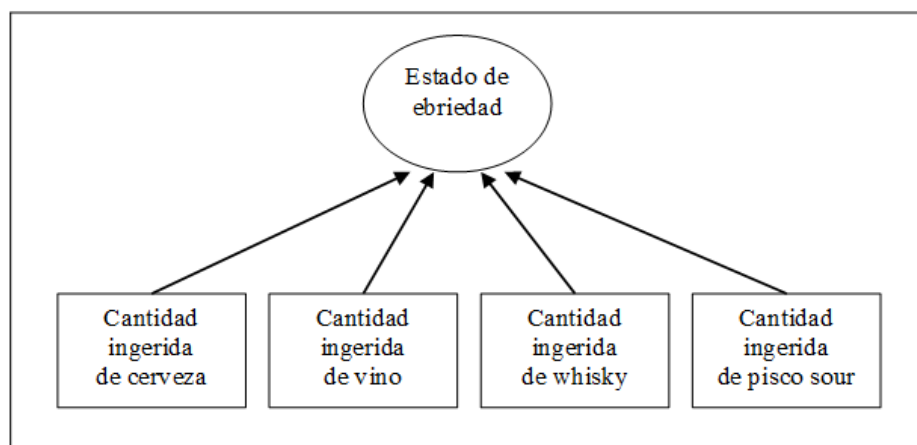 Estado de
ebriedad
Cantidad
ingerida
de cerveza
Cantidad
ingerida
de vino
Cantidad
ingerida
de whisky
Cantidad
ingerida
de pisco sour